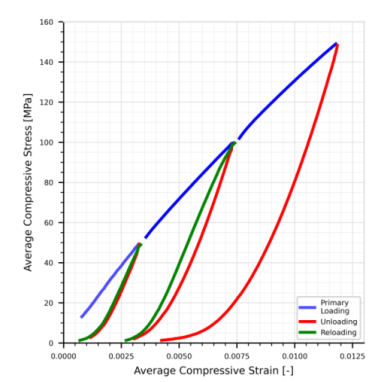 160
140
120
100
80
60
40
20
0
0.0000 0.0025 0.0050 0.0075 0.0100 0.0125
Average Compressive Stress [MPa]
Average Compressive Strain [-]
Primary
Loading
Unloading
Reloading